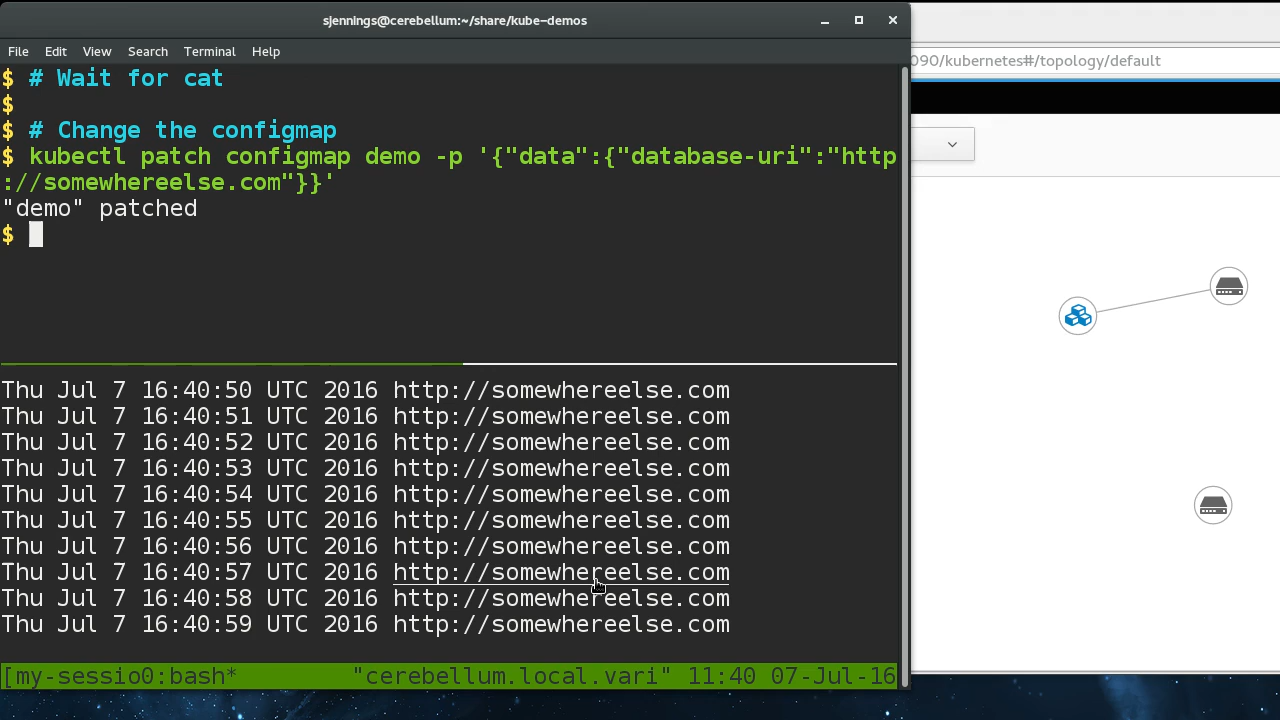 sjennings@cerebellum:~/share/kube-demos
File Edit View Search Terminal Help
$ # Wait for cat
$
$ # Change the configmap
$ kubectl patch configmap demo -p '{"data":{"database-uri":"http
://somewhereelse.com"}}'
"demo" patched
$
Thu Jul 7 16:40:50 UTC 2016 http://somewhereelse.com
Thu Jul 7 16:40:51 UTC 2016 http://somewhereelse.com
Thu Jul 7 16:40:52 UTC 2016 http://somewhereelse.com
Thu Jul 7 16:40:53 UTC 2016 http://somewhereelse.com
Thu Jul 7 16:40:54 UTC 2016 http://somewhereelse.com
Thu Jul 7 16:40:55 UTC 2016 http://somewhereelse.com
Thu Jul 7 16:40:56 UTC 2016 http://somewhereelse.com
Thu Jul 7 16:40:57 UTC 2016 http://somewhereelse.com
Thu Jul 7 16:40:58 UTC 2016 http://somewhereelse.com
Thu Jul 7 16:40:59 UTC 2016 http://somewhereelse.com
[my-sessio0:bash* "cerebellum.local.vari" 11:40 07-Jul-16
090/kubernetes#/topology/default